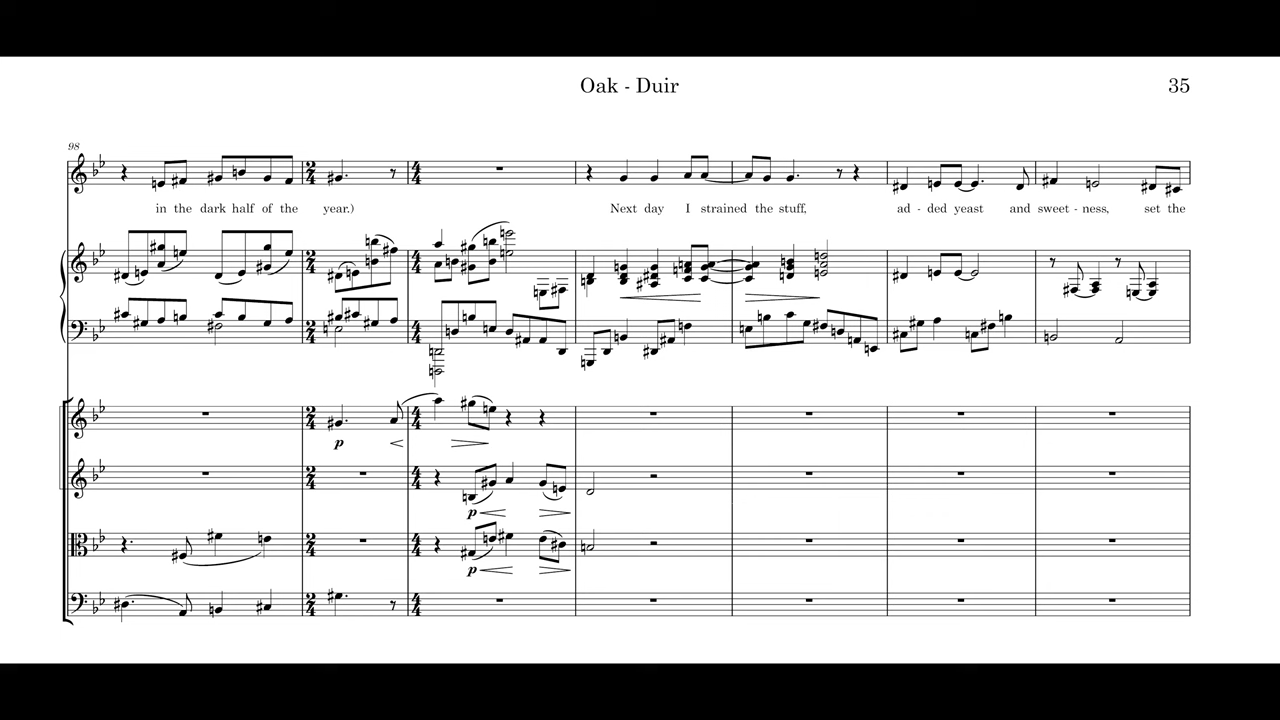 Oak - Duir
35
98
in the dark half of the year.) Next day I strained the stuff, ad - ded yeast and sweet - ness, set the
p
p
p